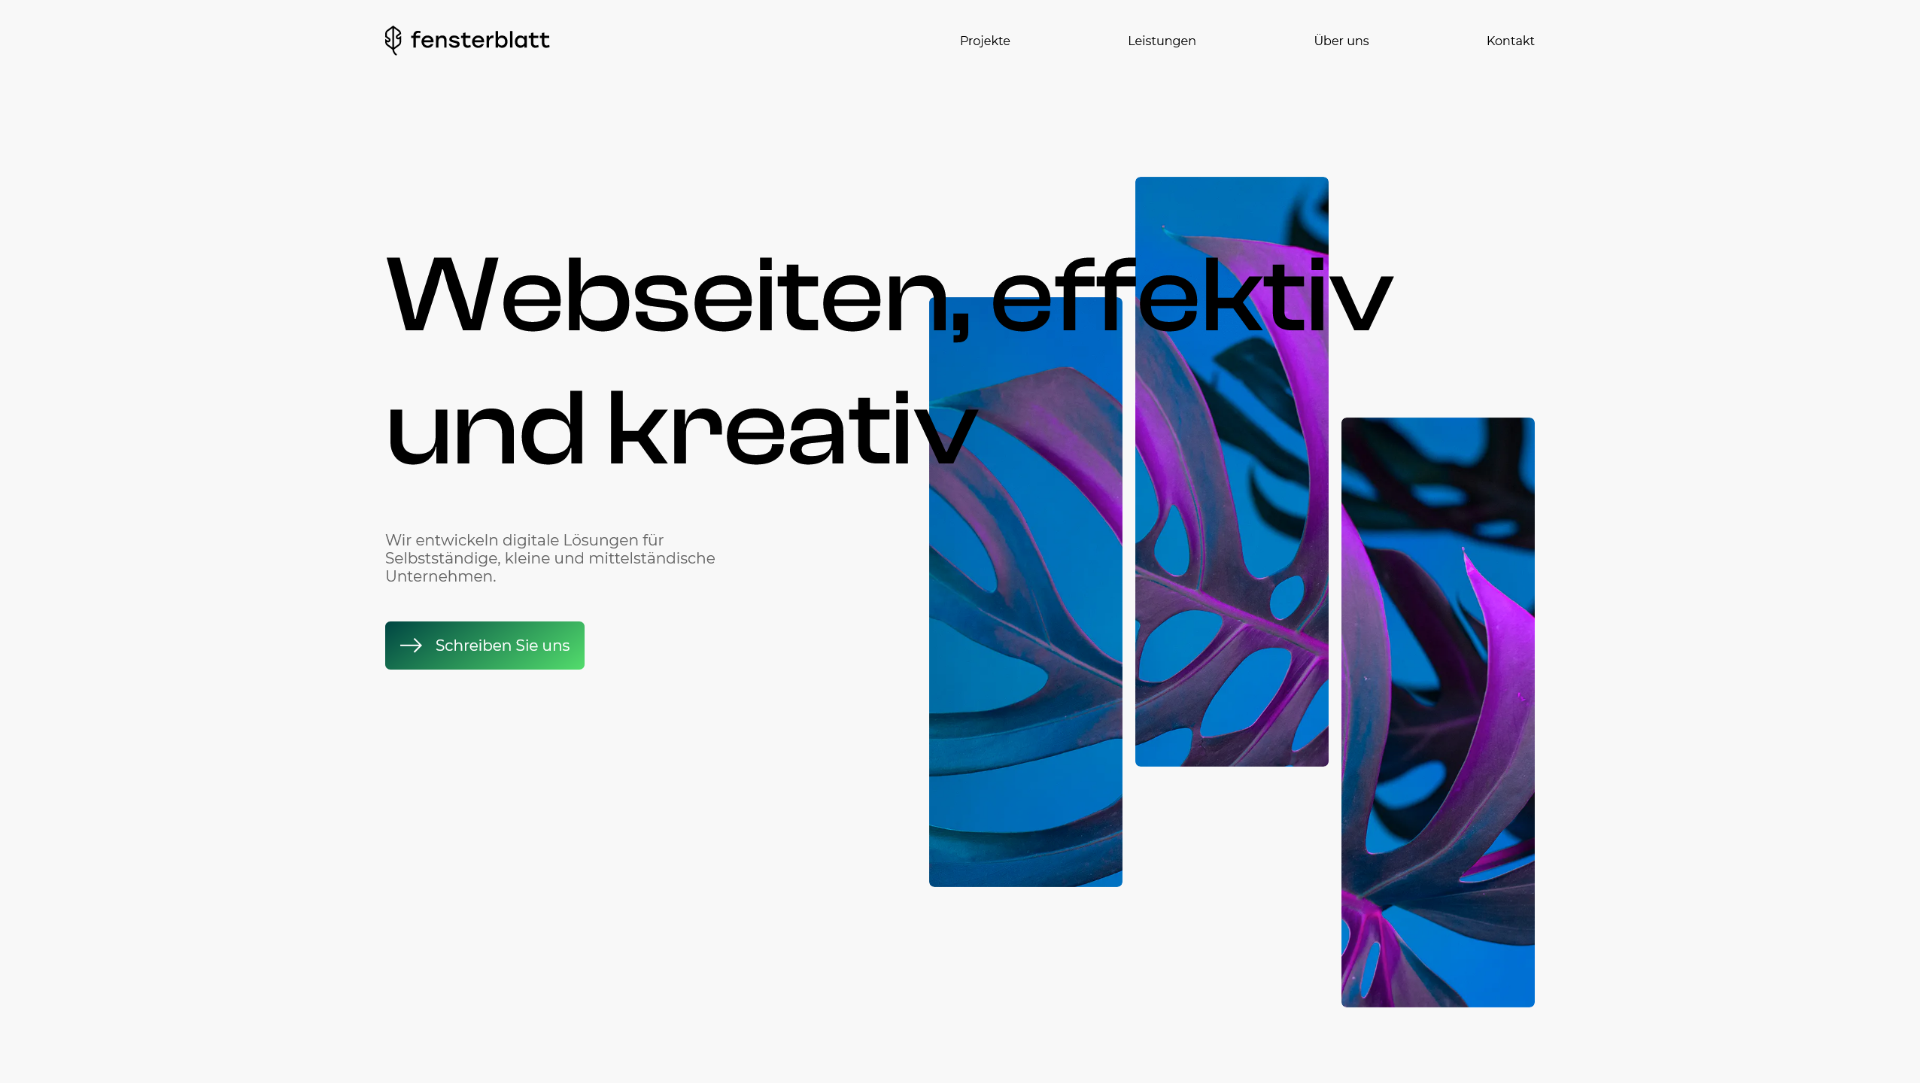 fensterblatt
Projekte
Leistungen
Über uns
Kontakt
Webseiten, effektiv
und kreativ
Wir entwickeln digitale Lösungen für
Selbstständige, kleine und mittelständische
Unternehmen.
Schreiben Sie uns